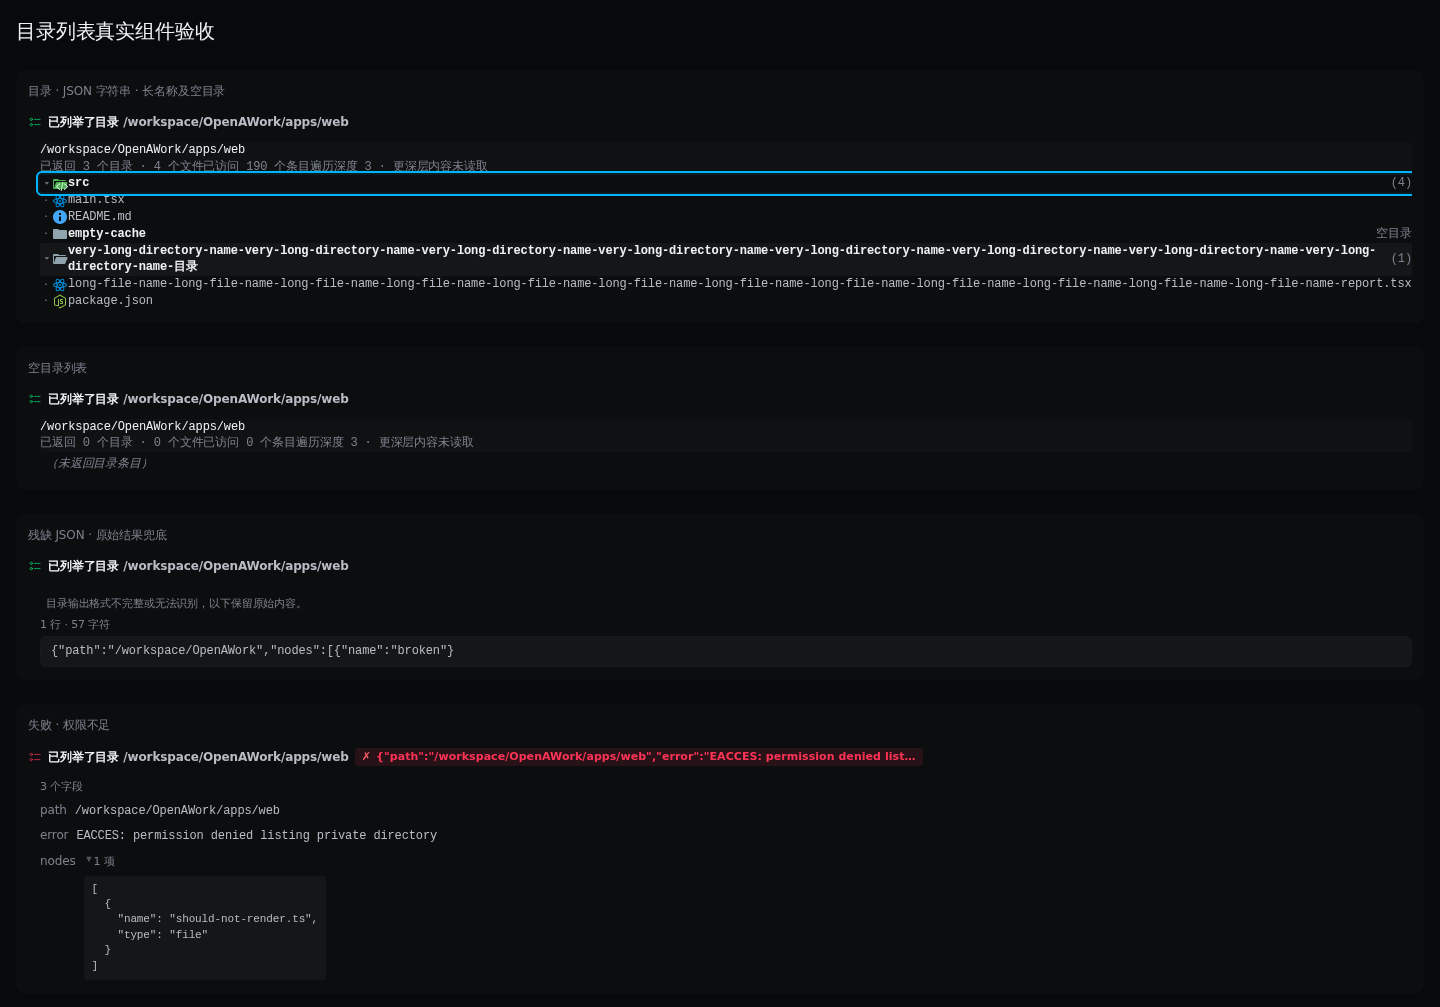 目录列表真实组件验收
目录 · JSON 字符串 · 长名称及空目录
已列举了目录 /workspace/OpenAWork/apps/web
/workspace/OpenAWork/apps/web
已返回 3 个目录 · 4 个文件已访问 190 个条目遍历深度 3 · 更深层内容未读取
src (4)
main.tsx
README.md
empty-cache 空目录
very-long-directory-name-very-long-directory-name-very-long-directory-name-very-long-directory-name-very-long-directory-name-very-long-directory-name-very-long-directory-name-very-long-
directory-name-目录 (1)
long-file-name-long-file-name-long-file-name-long-file-name-long-file-name-long-file-name-long-file-name-long-file-name-long-file-name-long-file-name-long-file-name-long-file-name-report.tsx
package.json
空目录列表
已列举了目录 /workspace/OpenAWork/apps/web
/workspace/OpenAWork/apps/web
已返回 0 个目录 · 0 个文件已访问 0 个条目遍历深度 3 · 更深层内容未读取
（未返回目录条目）
残缺 JSON · 原始结果兜底
已列举了目录 /workspace/OpenAWork/apps/web
目录输出格式不完整或无法识别，以下保留原始内容。
1 行 · 57 字符
{"path":"/workspace/OpenAWork","nodes":[{"name":"broken"}
失败 · 权限不足
已列举了目录 /workspace/OpenAWork/apps/web ✗ {"path":"/workspace/OpenAWork/apps/web","error":"EACCES: permission denied list…
3 个字段
path /workspace/OpenAWork/apps/web
error EACCES: permission denied listing private directory
nodes ▼1 项
[
{
"name": "should-not-render.ts",
"type": "file"
}
]